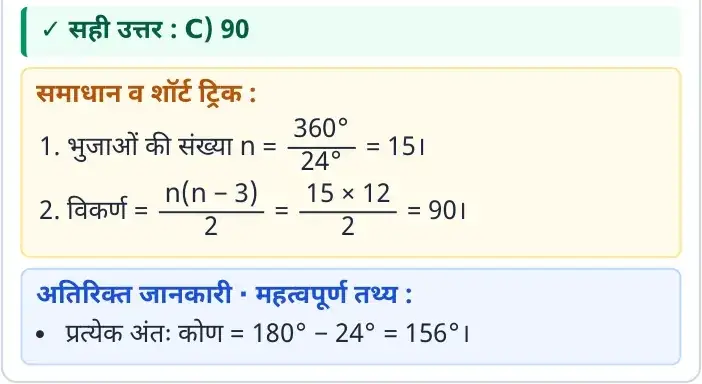 ✓ सही उत्तर : C) 90
समाधान व शॉर्ट ट्रिक :
1. भुजाओं की संख्या n = 360° / 24° = 15।
2. विकर्ण = n(n − 3) / 2 = 15 × 12 / 2 = 90।
अतिरिक्त जानकारी · महत्वपूर्ण तथ्य :
• प्रत्येक अंतः कोण = 180° − 24° = 156°।